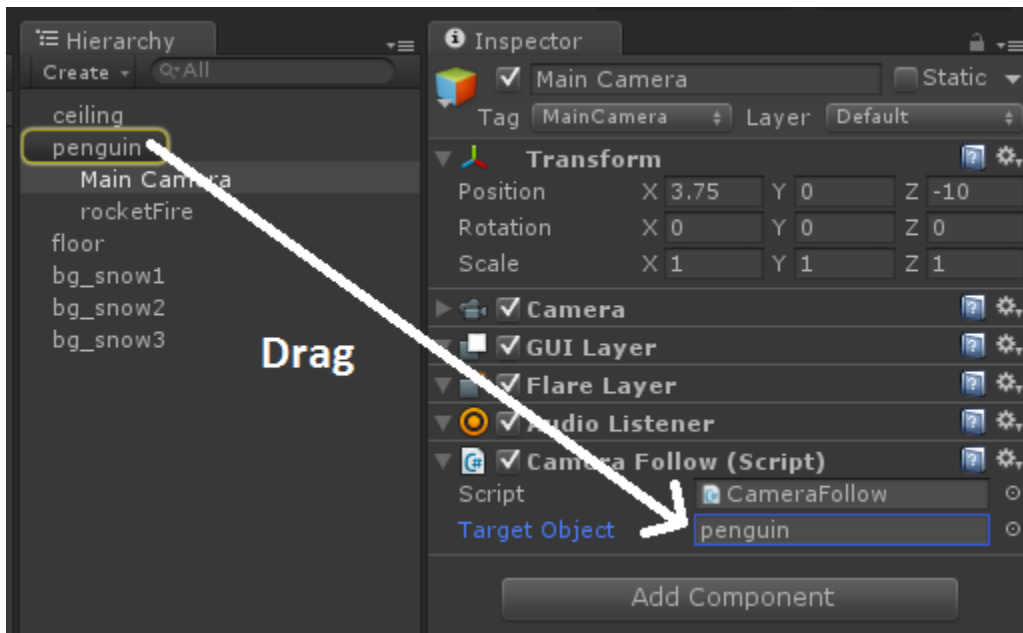 Hierarchy
Create All
ceiling
penguin
Main Camera
rocketFire
floor
bg_snow1
bg_snow2
bg_snow3
Drag
Inspector
Main Camera Static
Tag MainCamera Layer Default
Transform
Position X 3.75 Y 0 Z -10
Rotation X 0 Y 0 Z 0
Scale X 1 Y 1 Z 1
Camera
GUI Layer
Flare Layer
Audio Listener
Camera Follow (Script)
Script CameraFollow
Target Object penguin
Add Component